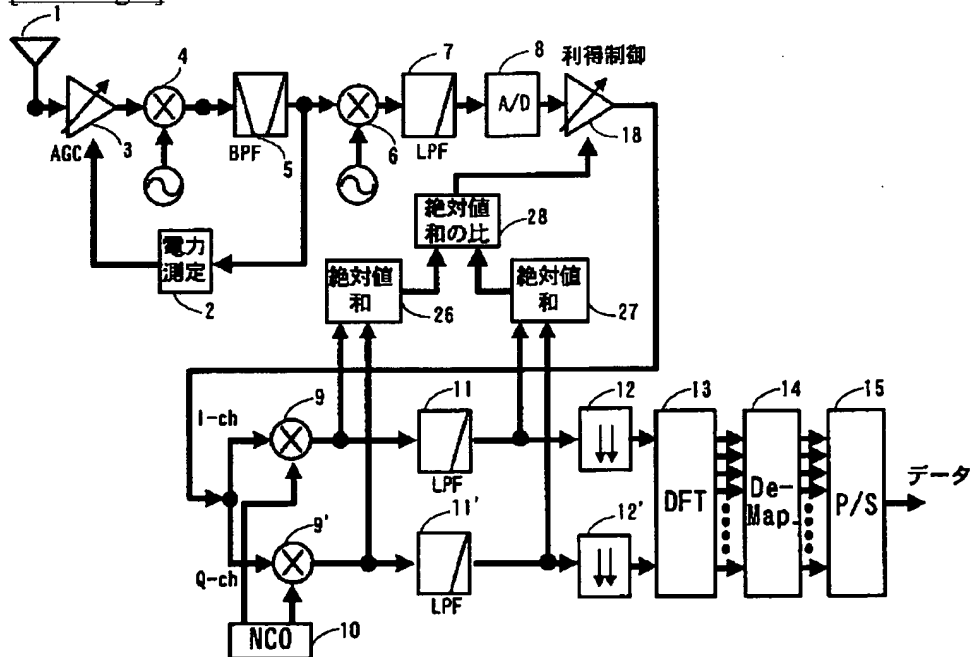 1
4
7
8
利得制御
A/D
AGC
3
BPF
5
6
LPF
18
絶対値
和の比
28
電力
測定
2
絶対値
和
26
絶対値
和
27
I-ch
9
11
12
13
14
15
LPF
データ
DFT
De-
Map.
P/S
9'
11'
12'
Q-ch
LPF
NCO
10